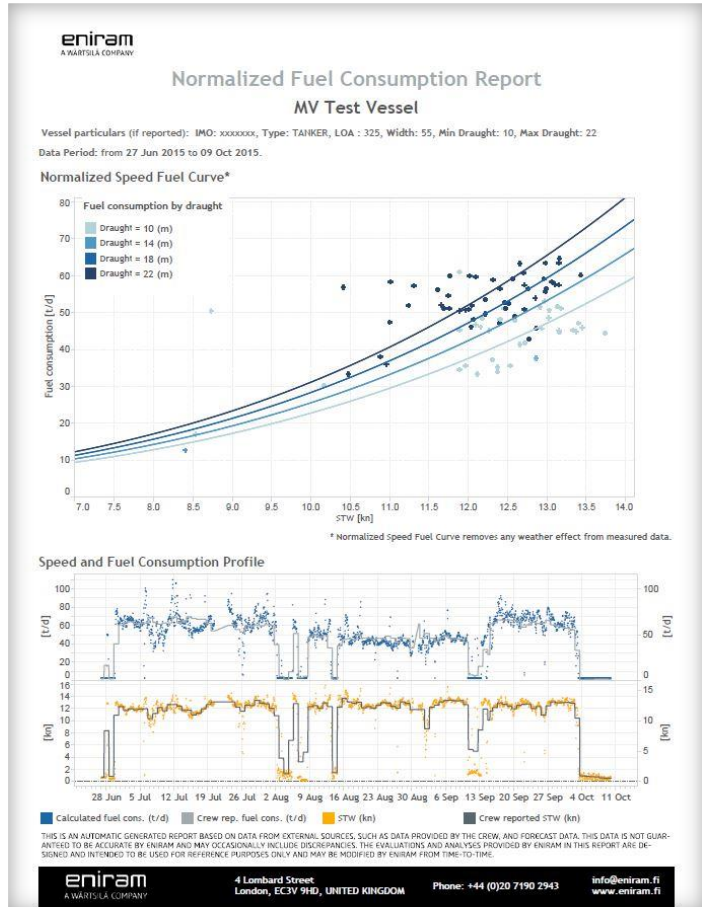 eniram
A WÄRTSILÄ COMPANY
Normalized Fuel Consumption Report
MV Test Vessel
Vessel particulars (if reported): IMO: xxxxxxx, Type: TANKER, LOA : 325, Width: 55, Min Draught: 10, Max Draught: 22
Data Period: from 27 Jun 2015 to 09 Oct 2015.
Normalized Speed Fuel Curve*
Fuel consumption by draught
Draught = 10 (m)
Draught = 14 (m)
Draught = 18 (m)
Draught = 22 (m)
Fuel consumption [t/d]
80
70
60
50
40
30
20
10
0
7.0 7.5 8.0 8.5 9.0 9.5 10.0 10.5 11.0 11.5 12.0 12.5 13.0 13.5 14.0
STW [kn]
* Normalized Speed Fuel Curve removes any weather effect from measured data.
Speed and Fuel Consumption Profile
[t/d]
100
80
60
40
20
0
100
50
0
[t/d]
[kn]
16
14
12
10
8
6
4
2
0
15
10
5
0
[kn]
28 Jun 5 Jul 12 Jul 19 Jul 26 Jul 2 Aug 9 Aug 16 Aug 23 Aug 30 Aug 6 Sep 13 Sep 20 Sep 27 Sep 4 Oct 11 Oct
Calculated fuel cons. (t/d) Crew rep. fuel cons. (t/d) STW (kn) Crew reported STW (kn)
THIS IS AN AUTOMATIC GENERATED REPORT BASED ON DATA FROM EXTERNAL SOURCES, SUCH AS DATA PROVIDED BY THE CREW, AND FORECAST DATA. THIS DATA IS NOT GUAR-
ANTEED TO BE ACCURATE BY ENIRAM AND MAY OCCASIONALLY INCLUDE DISCREPANCIES. THE EVALUATIONS AND ANALYSES PROVIDED BY ENIRAM IN THIS REPORT ARE DE-
SIGNED AND INTENDED TO BE USED FOR REFERENCE PURPOSES ONLY AND MAY BE MODIFIED BY ENIRAM FROM TIME-TO-TIME.
eniram
A WÄRTSILÄ COMPANY
4 Lombard Street
London, EC3V 9HD, UNITED KINGDOM
Phone: +44 (0)20 7190 2943
info@eniram.fi
www.eniram.fi